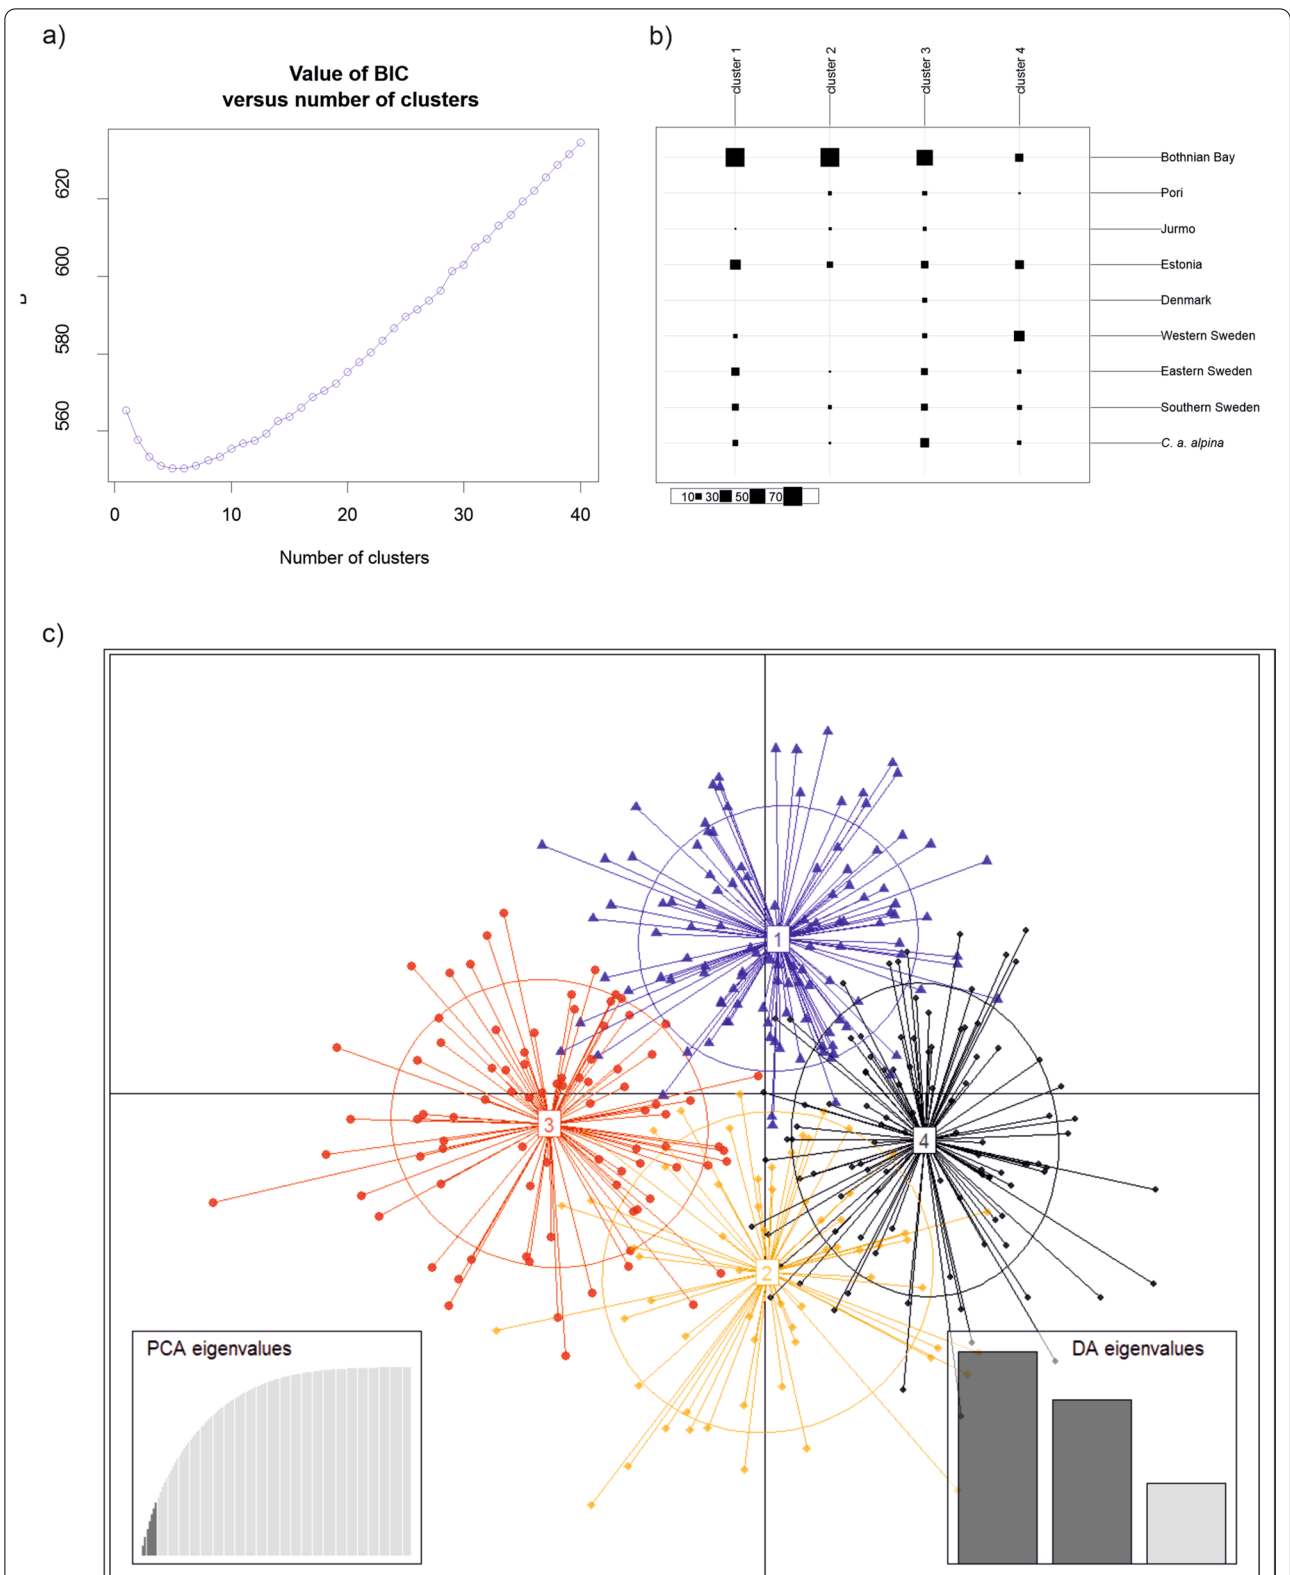 a)
Value of BIC
versus number of clusters
620
600
580
560
0 10 20 30 40
Number of clusters
b)
cluster 1
cluster 2
cluster 3
cluster 4
Bothnian Bay
Pori
Jurmo
Estonia
Denmark
Western Sweden
Eastern Sweden
Southern Sweden
C. a. alpina
10 30 50 70
c)
1
3
4
2
PCA eigenvalues
DA eigenvalues